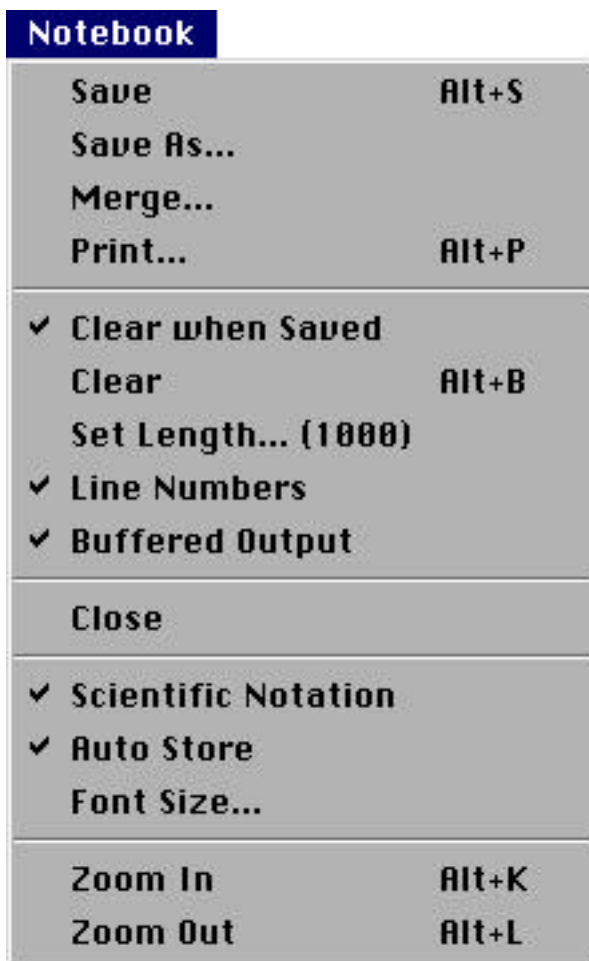 Notebook
Save Alt+S
Save As...
Merge...
Print... Alt+P
✓ Clear when Saved
Clear Alt+B
Set Length... (1000)
✓ Line Numbers
✓ Buffered Output
Close
✓ Scientific Notation
✓ Auto Store
Font Size...
Zoom In Alt+K
Zoom Out Alt+L